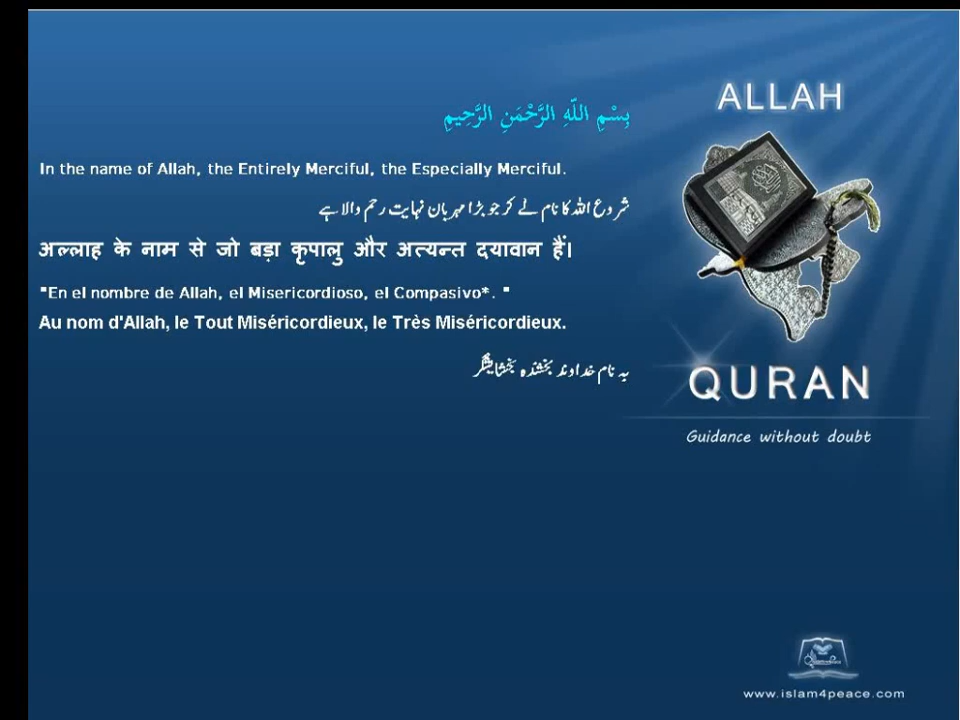 بِسْمِ اللَّهِ الرَّحْمَنِ الرَّحِيمِ
In the name of Allah, the Entirely Merciful, the Especially Merciful.
شروع الله کا نام لے کر جو بڑا مہربان نہایت رحم والا ہے
अल्लाह के नाम से जो बड़ा कृपालु और अत्यन्त दयावान हैं।
"En el nombre de Allah, el Misericordioso, el Compasivo*. "
Au nom d'Allah, le Tout Miséricordieux, le Très Miséricordieux.
به نام خداوند بخشنده بخشایشگر
ALLAH
QURAN
Guidance without doubt
www.islam4peace.com